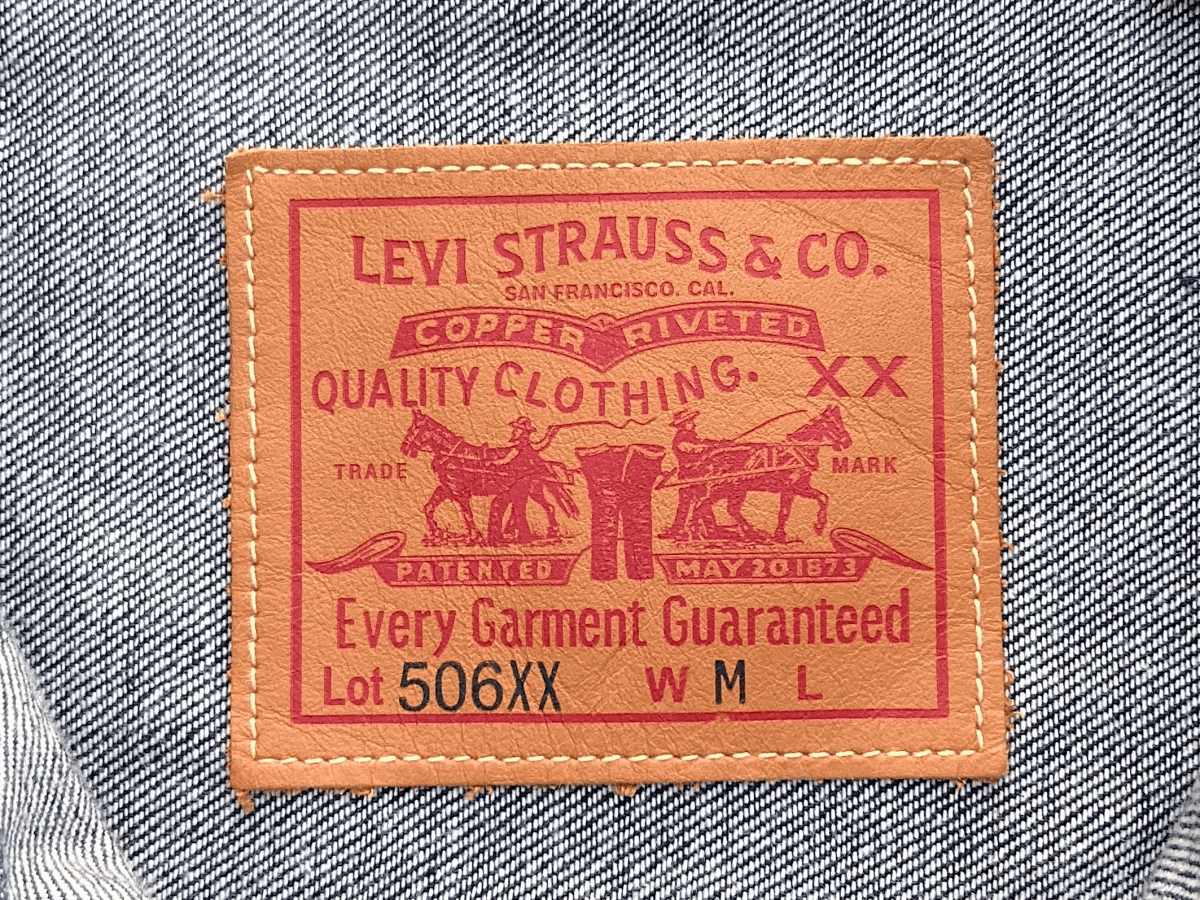 LEVI STRAUSS & CO.
SAN FRANCISCO. CAL.
COPPER RIVETED
QUALITY CLOTHING. XX
TRADE MARK
PATENTED MAY 20 1873
Every Garment Guaranteed
Lot 506XX W M L